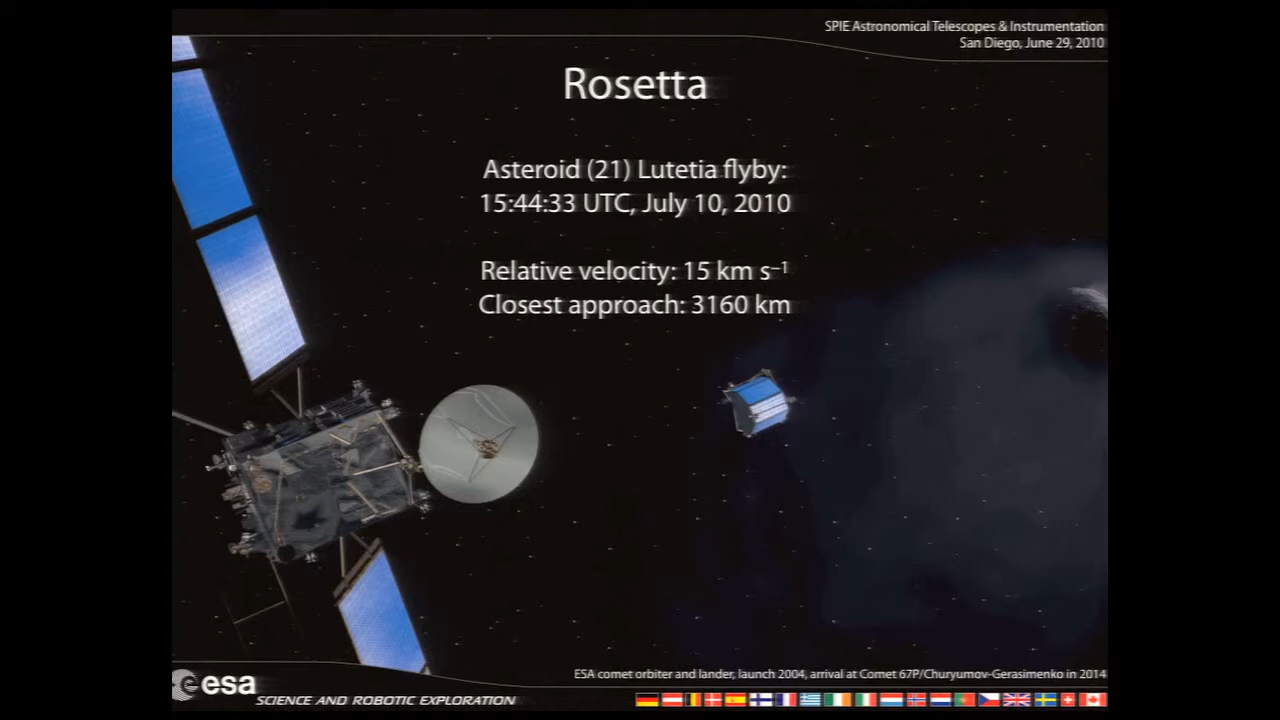 SPIE Astronomical Telescopes & Instrumentation
San Diego, June 29, 2010
Rosetta
Asteroid (21) Lutetia flyby:
15:44:33 UTC, July 10, 2010
Relative velocity: 15 km s⁻¹
Closest approach: 3160 km
ESA comet orbiter and lander, launch 2004, arrival at Comet 67P/Churyumov-Gerasimenko in 2014
esa
SCIENCE AND ROBOTIC EXPLORATION